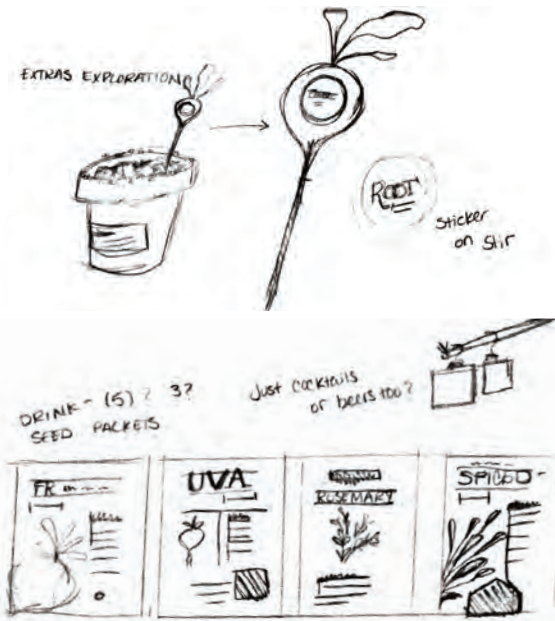 EXTRAS EXPLORATION
ROOT
sticker
on stir
DRINK - (5)? 3?
SEED PACKETS
Just cocktails
or beers too?
FR
UVA
ROSEMARY
SPICED